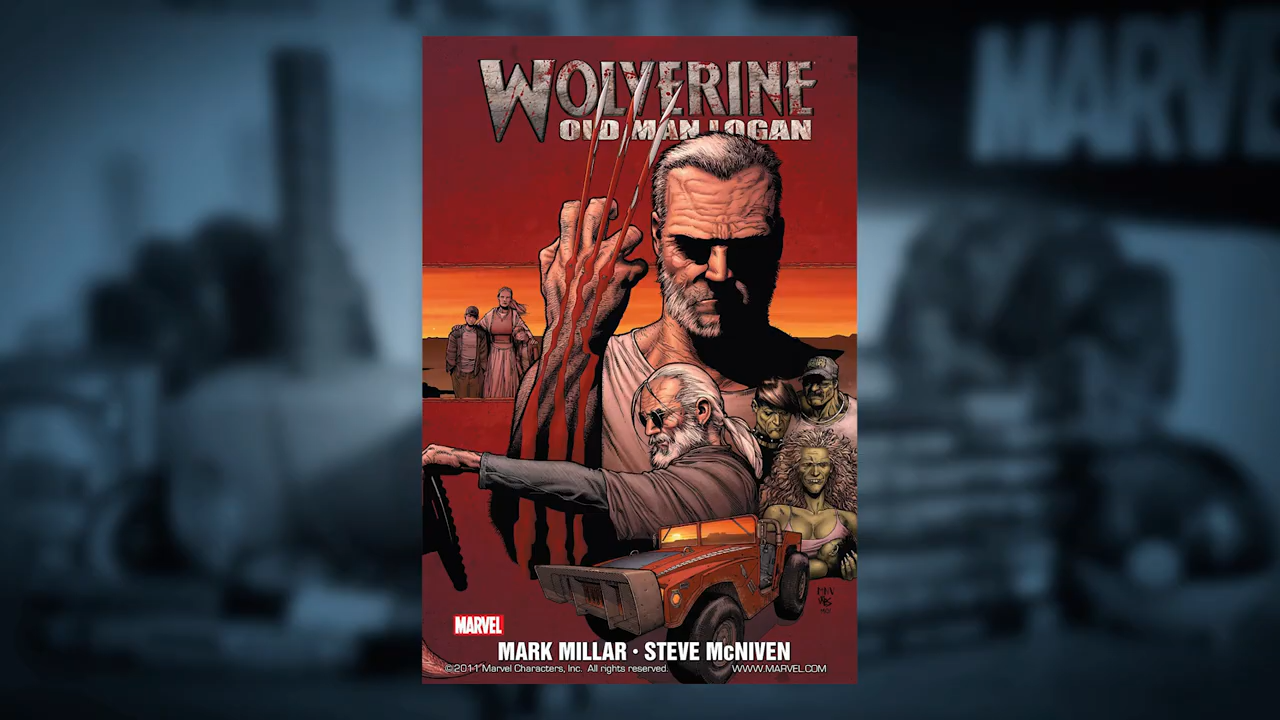 MARVEL
WOLVERINE
OLD MAN LOGAN
MARVEL
MARK MILLAR • STEVE McNIVEN
©2011 Marvel Characters, Inc. All rights reserved.
WWW.MARVEL.COM